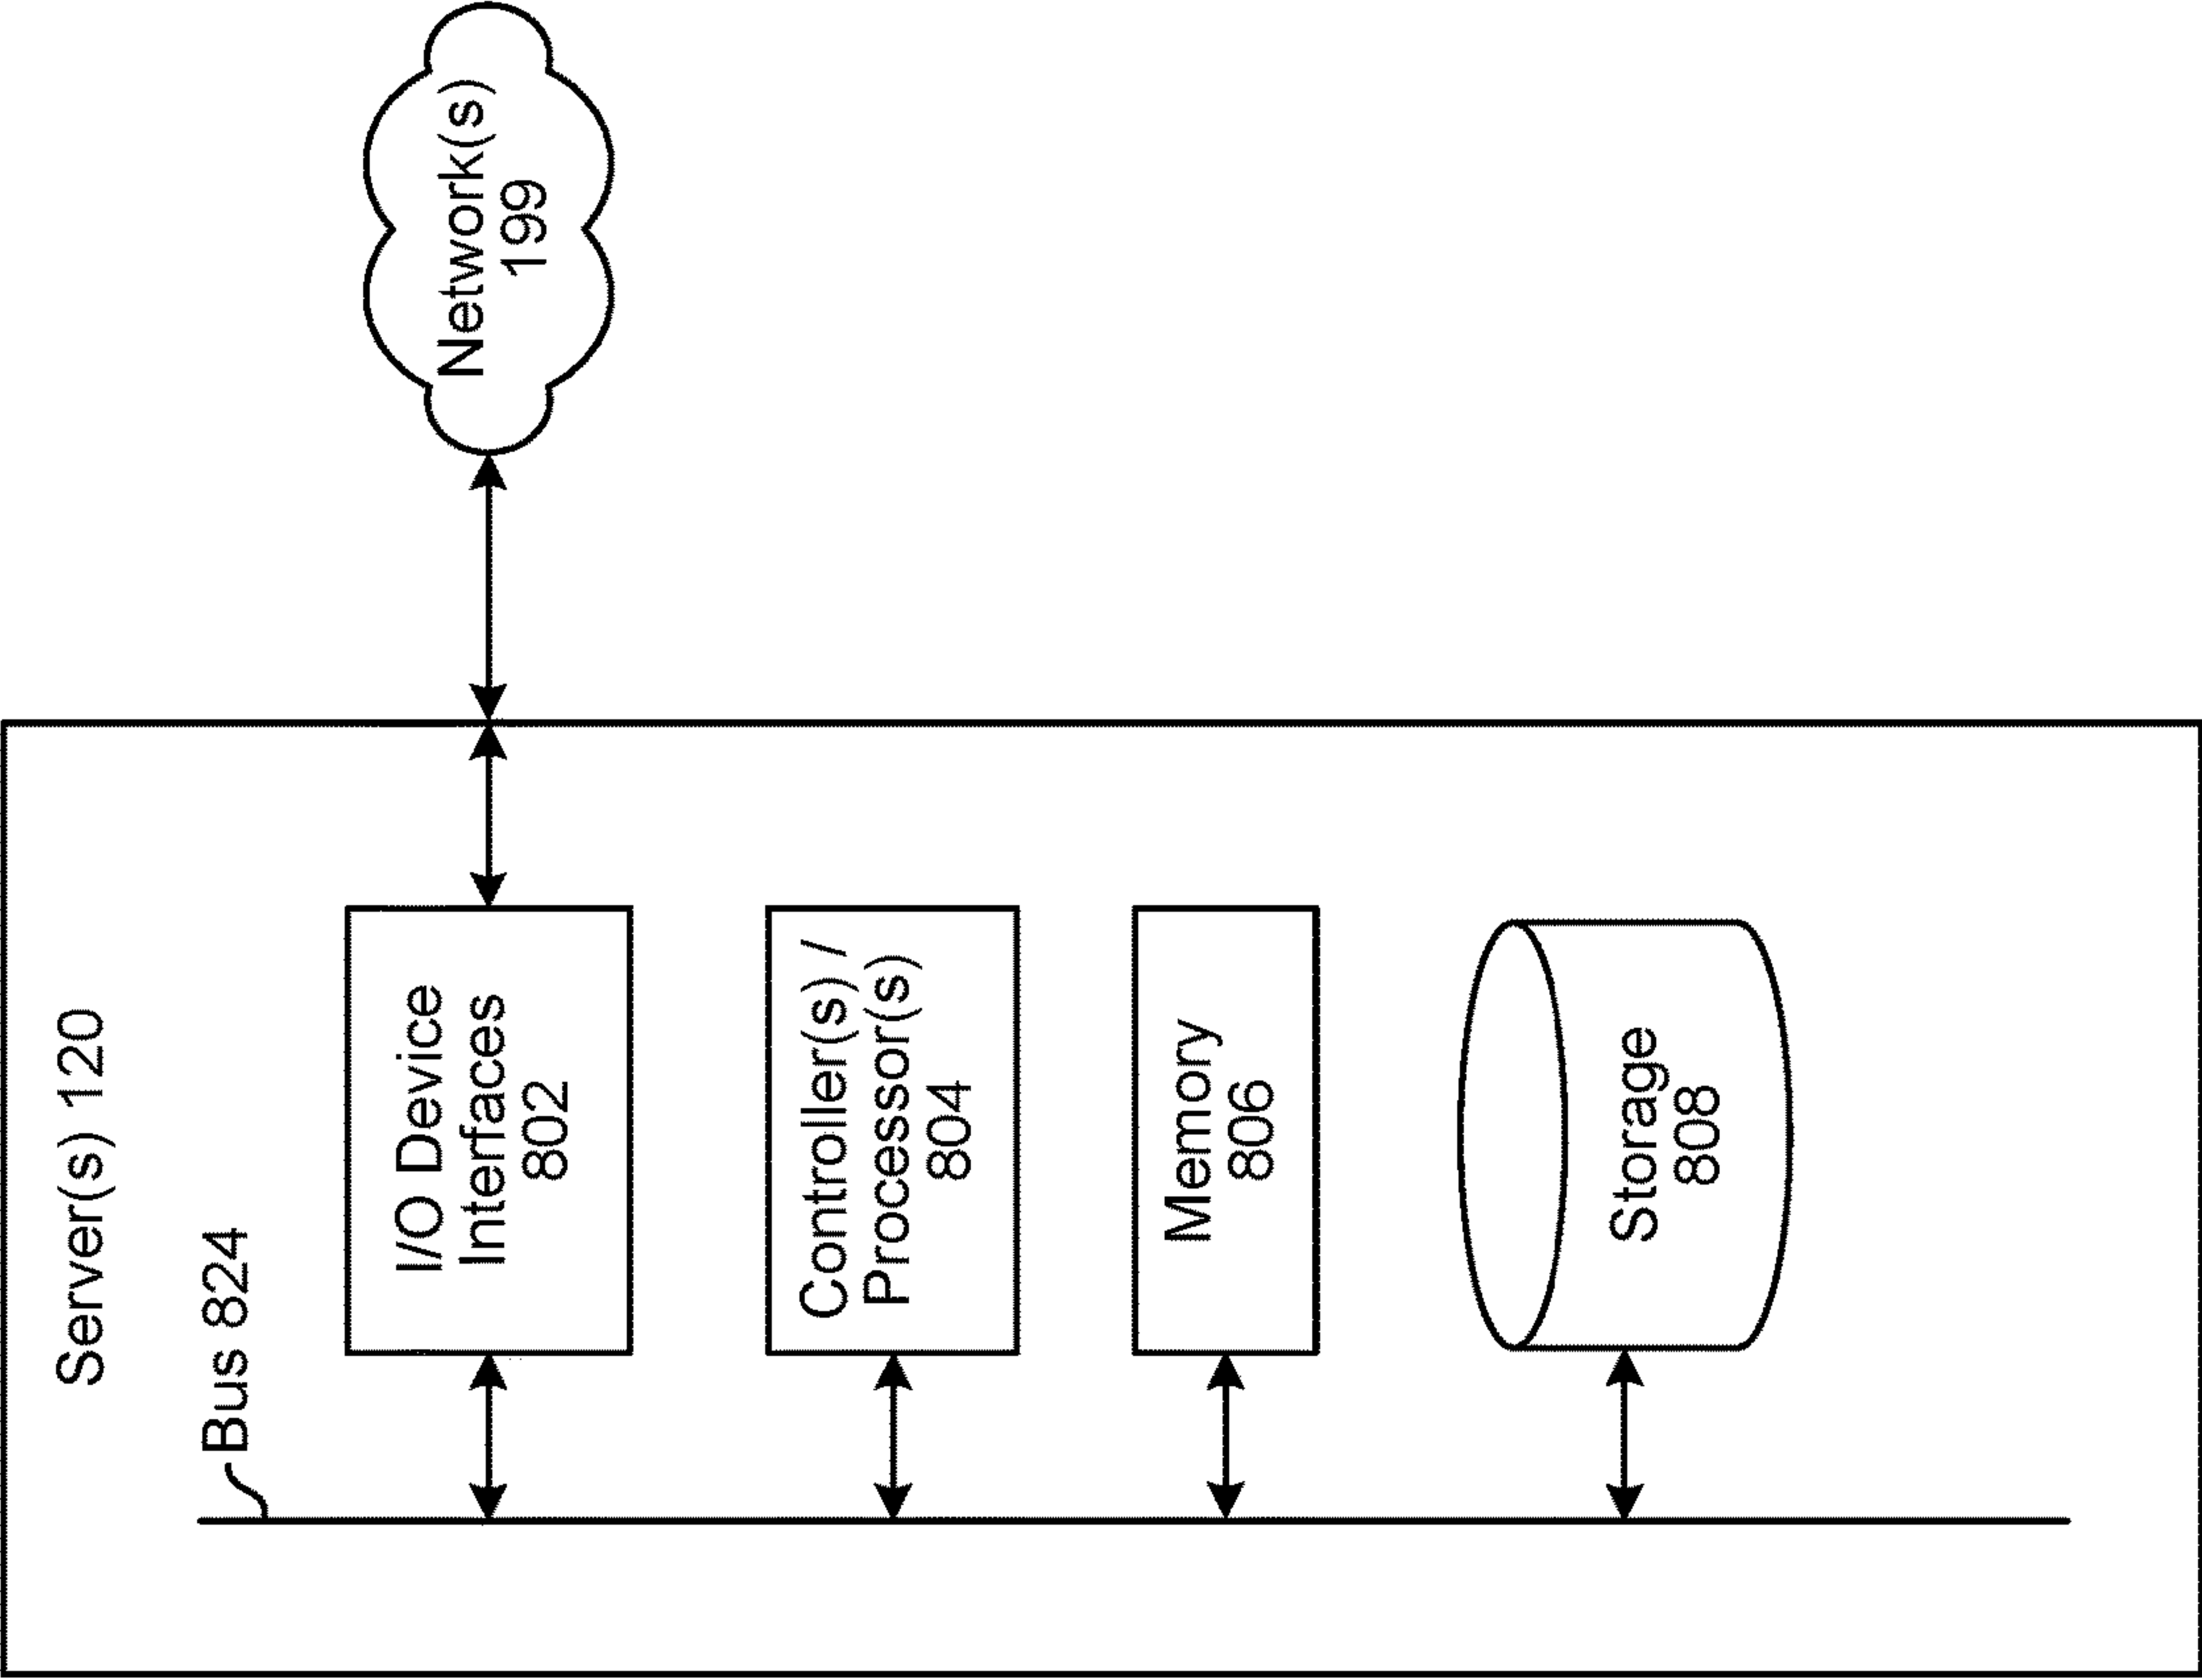 Server(s) 120
Bus 824
I/O Device
Interfaces
802
Network(s)
199
Controller(s) /
Processor(s)
804
Memory
806
Storage
808